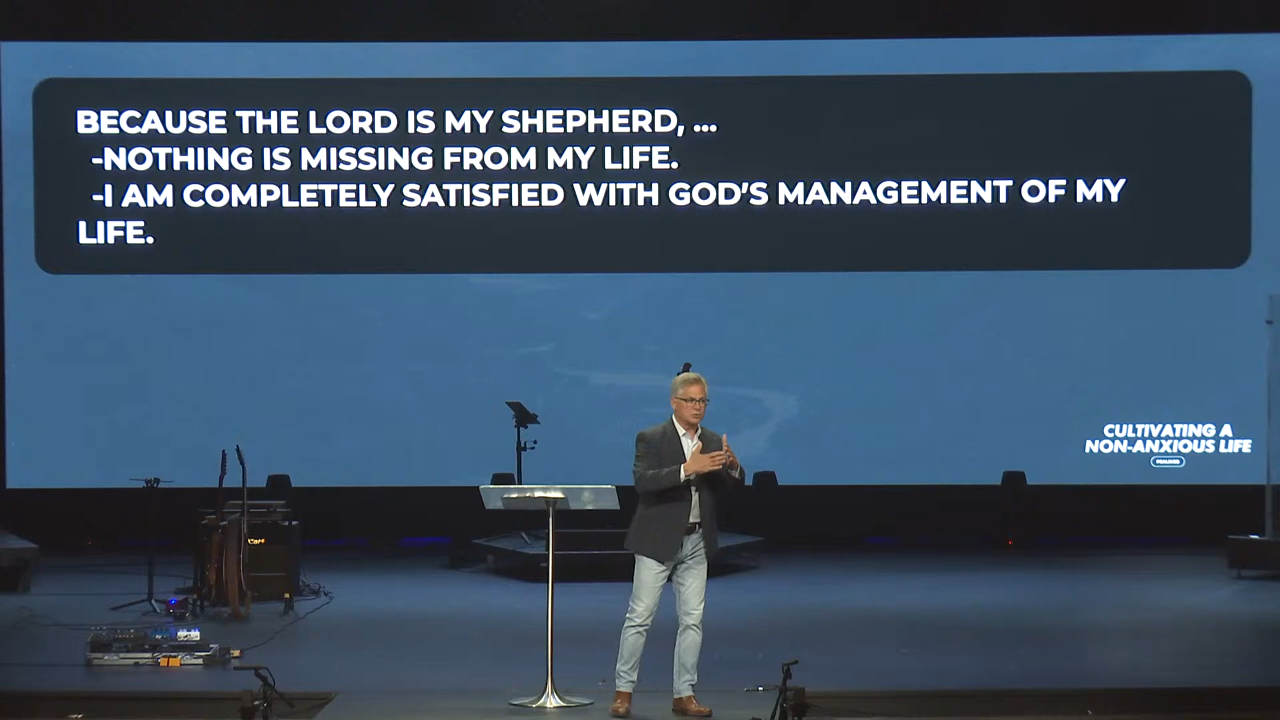 BECAUSE THE LORD IS MY SHEPHERD, ...
-NOTHING IS MISSING FROM MY LIFE.
-I AM COMPLETELY SATISFIED WITH GOD'S MANAGEMENT OF MY
LIFE.
CULTIVATING A
NON-ANXIOUS LIFE